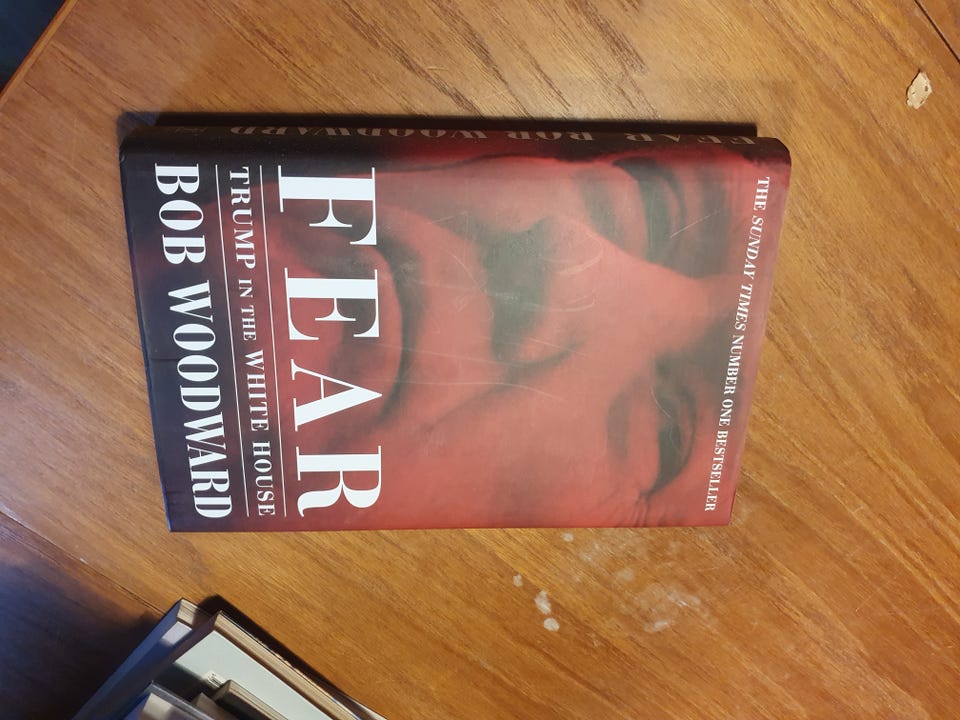 THE SUNDAY TIMES NUMBER ONE BESTSELLER
FEAR
TRUMP IN THE WHITE HOUSE
BOB WOODWARD
FEAR BOB WOODWARD